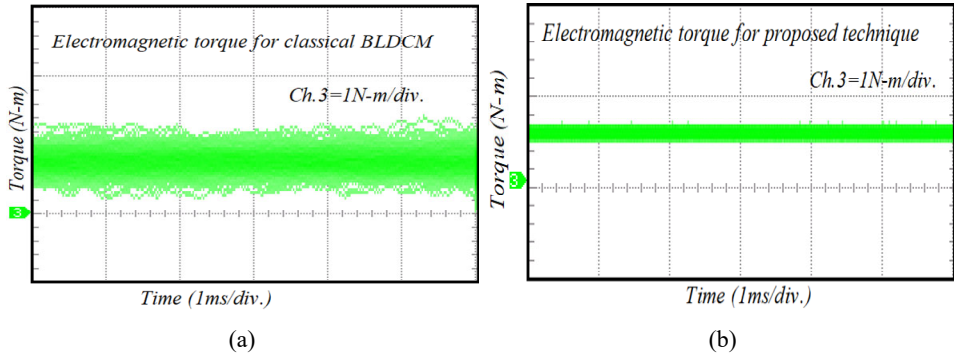 Electromagnetic torque for classical BLDCM
Ch.3=1N-m/div.
Torque (N-m)
3
Time (1ms/div.)
(a)
Electromagnetic torque for proposed technique
Ch.3=1N-m/div.
Torque (N-m)
3
Time (1ms/div.)
(b)